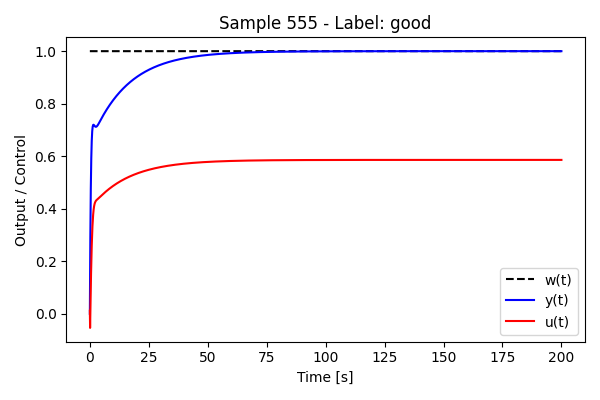 Sample 555 - Label: good
Output / Control
1.0
0.8
0.6
0.4
0.2
0.0
w(t)
y(t)
u(t)
0 25 50 75 100 125 150 175 200
Time [s]